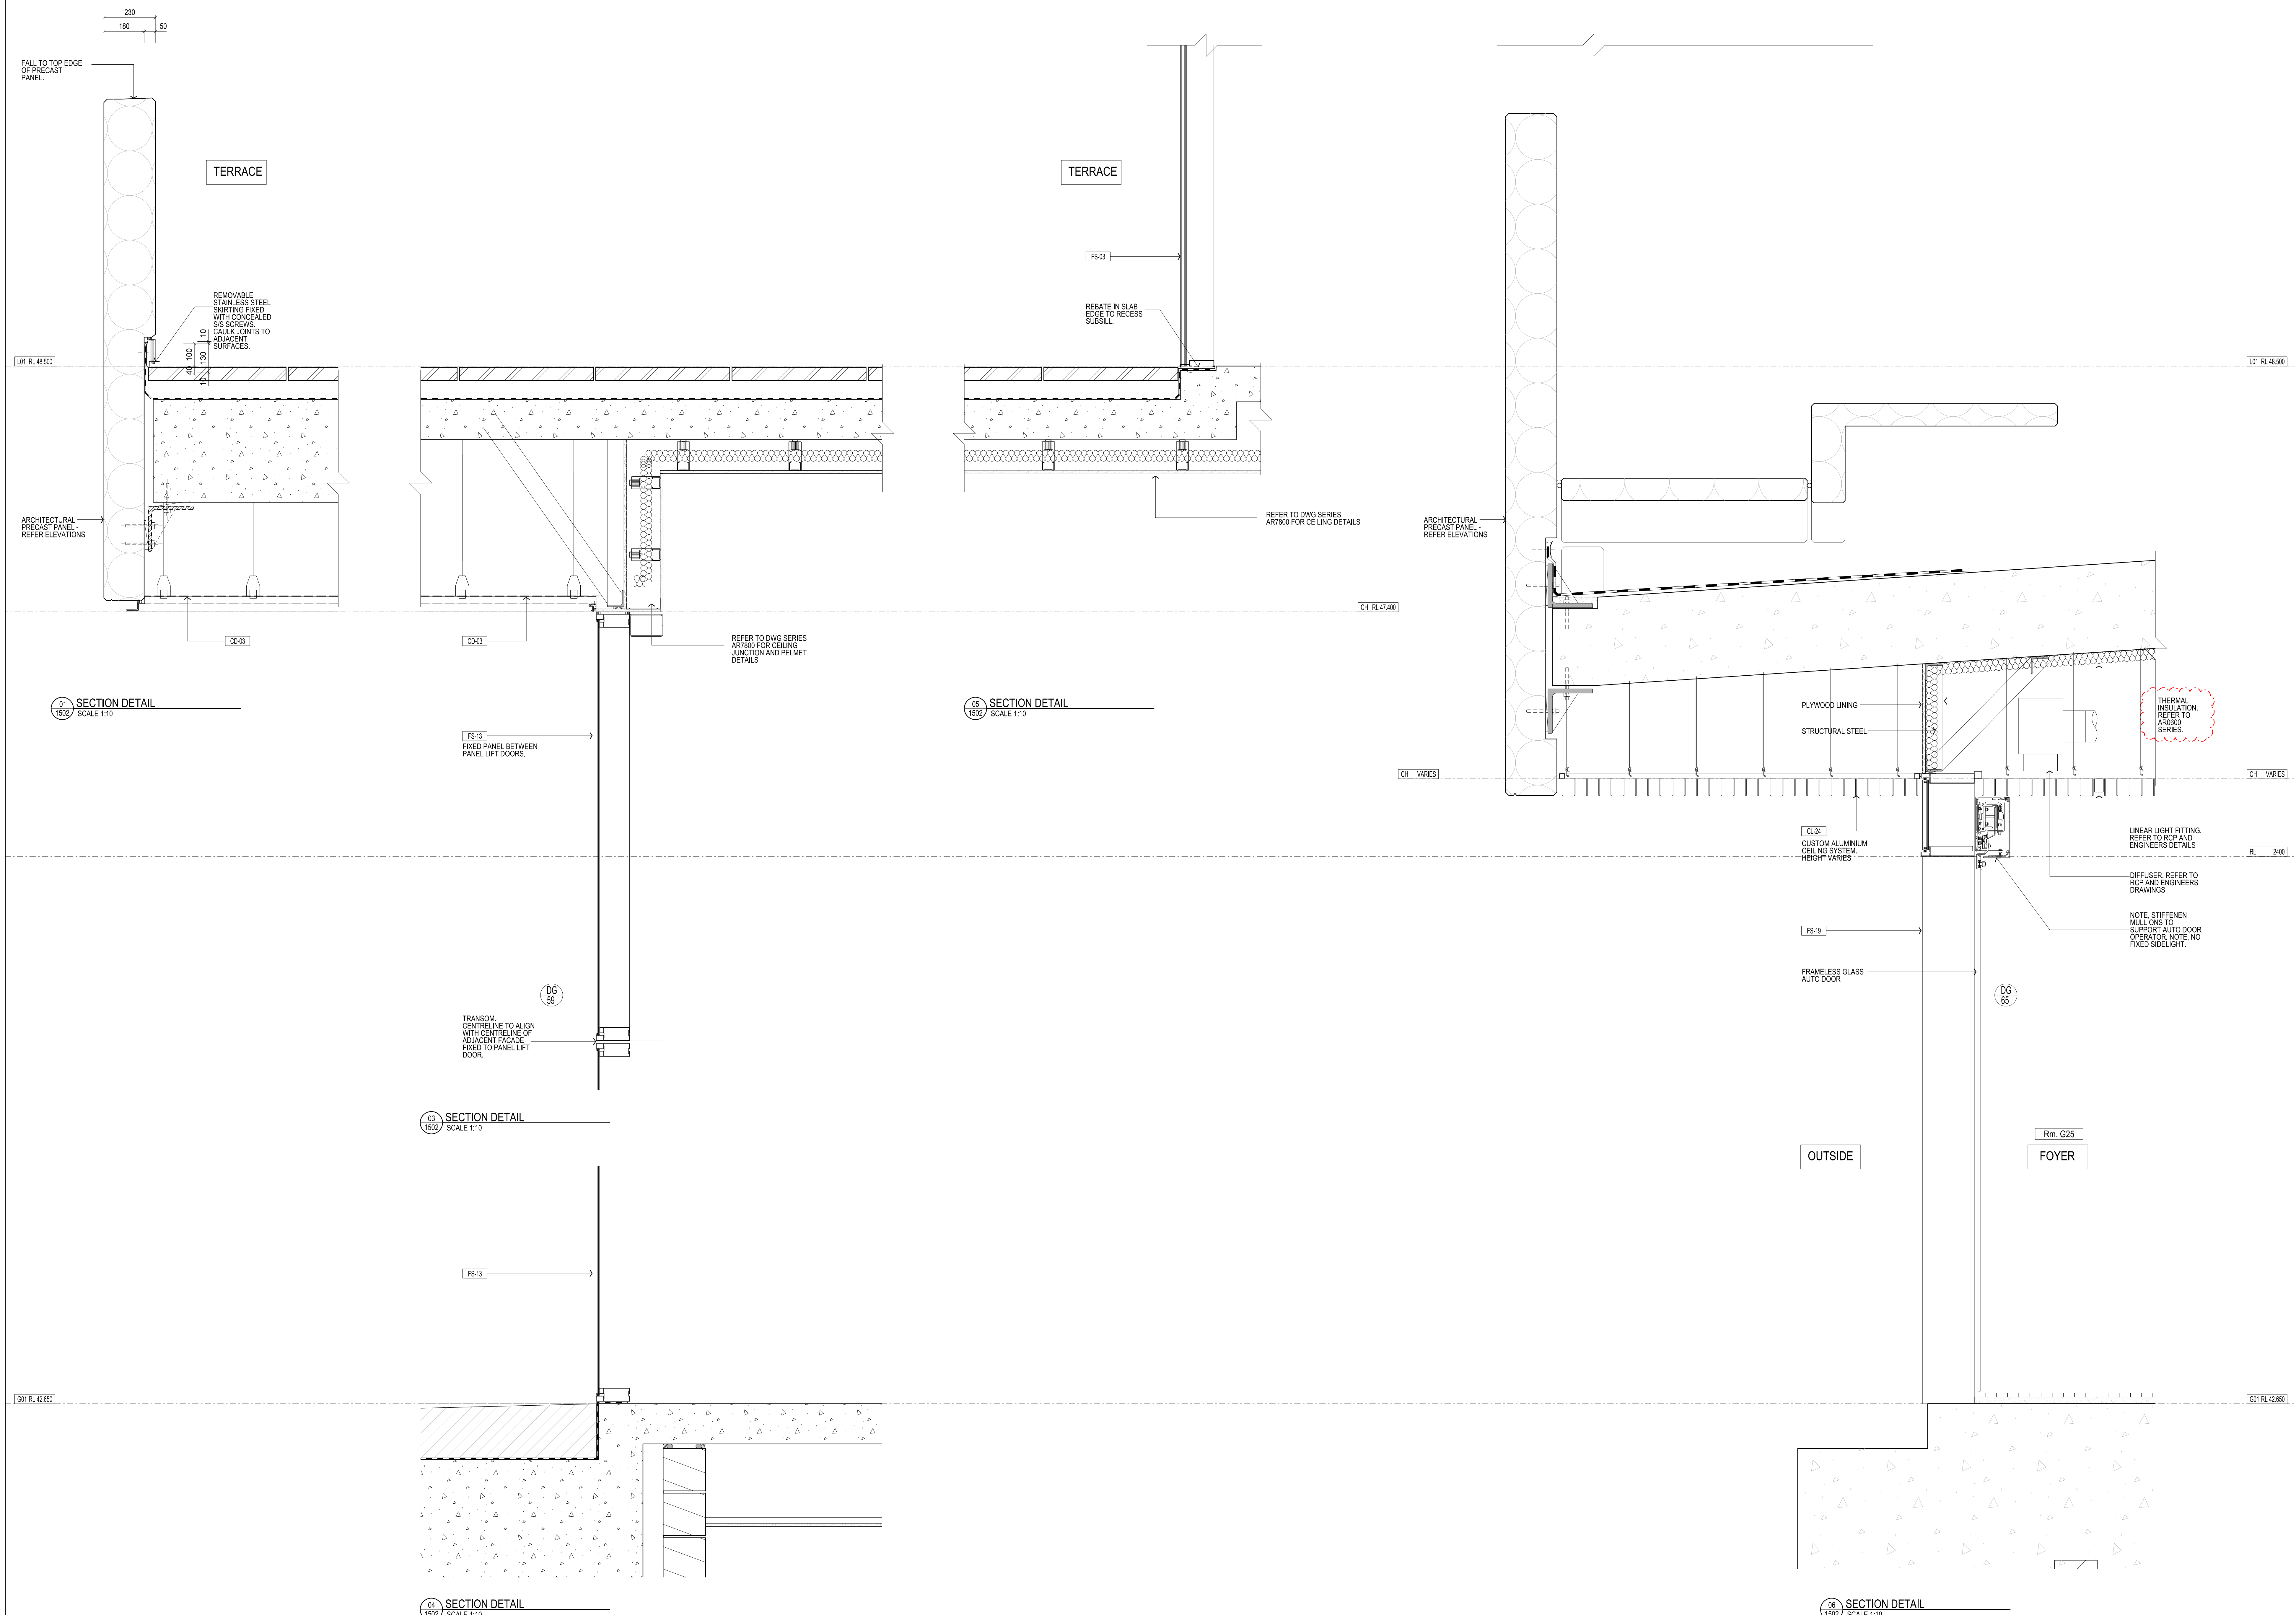 230
180
50
FALL TO TOP EDGE
OF PRECAST
PANEL.
TERRACE
REMOVABLE
STAINLESS STEEL
SKIRTING FIXED
WITH CONCEALED
S/S SCREWS.
CAULK JOINTS TO
ADJACENT
SURFACES.
10
100
130
40
10
L01 RL 48.500
ARCHITECTURAL
PRECAST PANEL -
REFER ELEVATIONS
CD-03
01
1502
SECTION DETAIL
SCALE 1:10
CD-03
REFER TO DWG SERIES
AR7800 FOR CEILING
JUNCTION AND PELMET
DETAILS
FS-13
FIXED PANEL BETWEEN
PANEL LIFT DOORS.
DG
59
TRANSOM.
CENTRELINE TO ALIGN
WITH CENTRELINE OF
ADJACENT FACADE
FIXED TO PANEL LIFT
DOOR.
03
1502
SECTION DETAIL
SCALE 1:10
FS-13
G01 RL 42.650
04
1502
SECTION DETAIL
SCALE 1:10
TERRACE
FS-03
REBATE IN SLAB
EDGE TO RECESS
SUBSILL.
REFER TO DWG SERIES
AR7800 FOR CEILING DETAILS
CH RL 47.400
05
1502
SECTION DETAIL
SCALE 1:10
L01 RL 48.500
ARCHITECTURAL
PRECAST PANEL -
REFER ELEVATIONS
PLYWOOD LINING
STRUCTURAL STEEL
THERMAL
INSULATION.
REFER TO
AR0600
SERIES.
CH VARIES
CH VARIES
CL-24
CUSTOM ALUMINIUM
CEILING SYSTEM.
HEIGHT VARIES
LINEAR LIGHT FITTING.
REFER TO RCP AND
ENGINEERS DETAILS
RL 2400
DIFFUSER. REFER TO
RCP AND ENGINEERS
DRAWINGS
NOTE, STIFFENEN
MULLIONS TO
SUPPORT AUTO DOOR
OPERATOR. NOTE, NO
FIXED SIDELIGHT.
FS-19
FRAMELESS GLASS
AUTO DOOR
DG
65
Rm. G25
OUTSIDE
FOYER
G01 RL 42.650
06
1502
SECTION DETAIL
SCALE 1:10